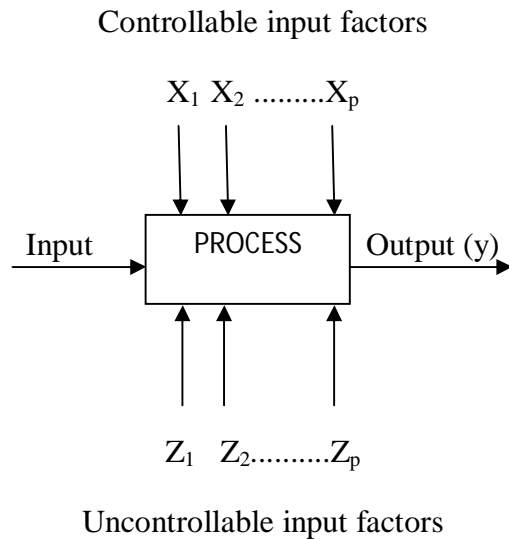 Controllable input factors
X₁ X₂ .........Xₚ
Input PROCESS Output (y)
Z₁ Z₂..........Zₚ
Uncontrollable input factors